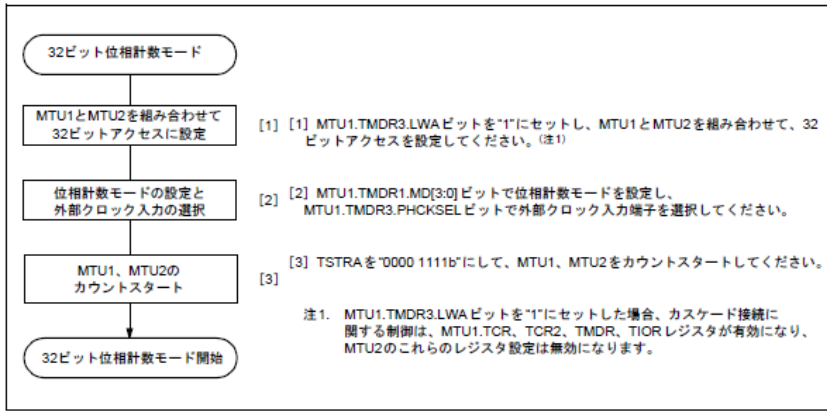 32ビット位相計数モード
MTU1とMTU2を組み合わせて
32ビットアクセスに設定
[1]
[1] MTU1.TMDR3.LWAビットを"1"にセットし、MTU1とMTU2を組み合わせて、32
ビットアクセスを設定してください。(注1)
位相計数モードの設定と
外部クロック入力の選択
[2]
[2] MTU1.TMDR1.MD[3:0]ビットで位相計数モードを設定し、
MTU1.TMDR3.PHCKSELビットで外部クロック入力端子を選択してください。
MTU1、MTU2の
カウントスタート
[3]
[3] TSTRAを"0000 1111b"にして、MTU1、MTU2をカウントスタートしてください。
注1. MTU1.TMDR3.LWAビットを"1"にセットした場合、カスケード接続に
関する制御は、MTU1.TCR、TCR2、TMDR、TIORレジスタが有効になり、
MTU2のこれらのレジスタ設定は無効になります。
32ビット位相計数モード開始